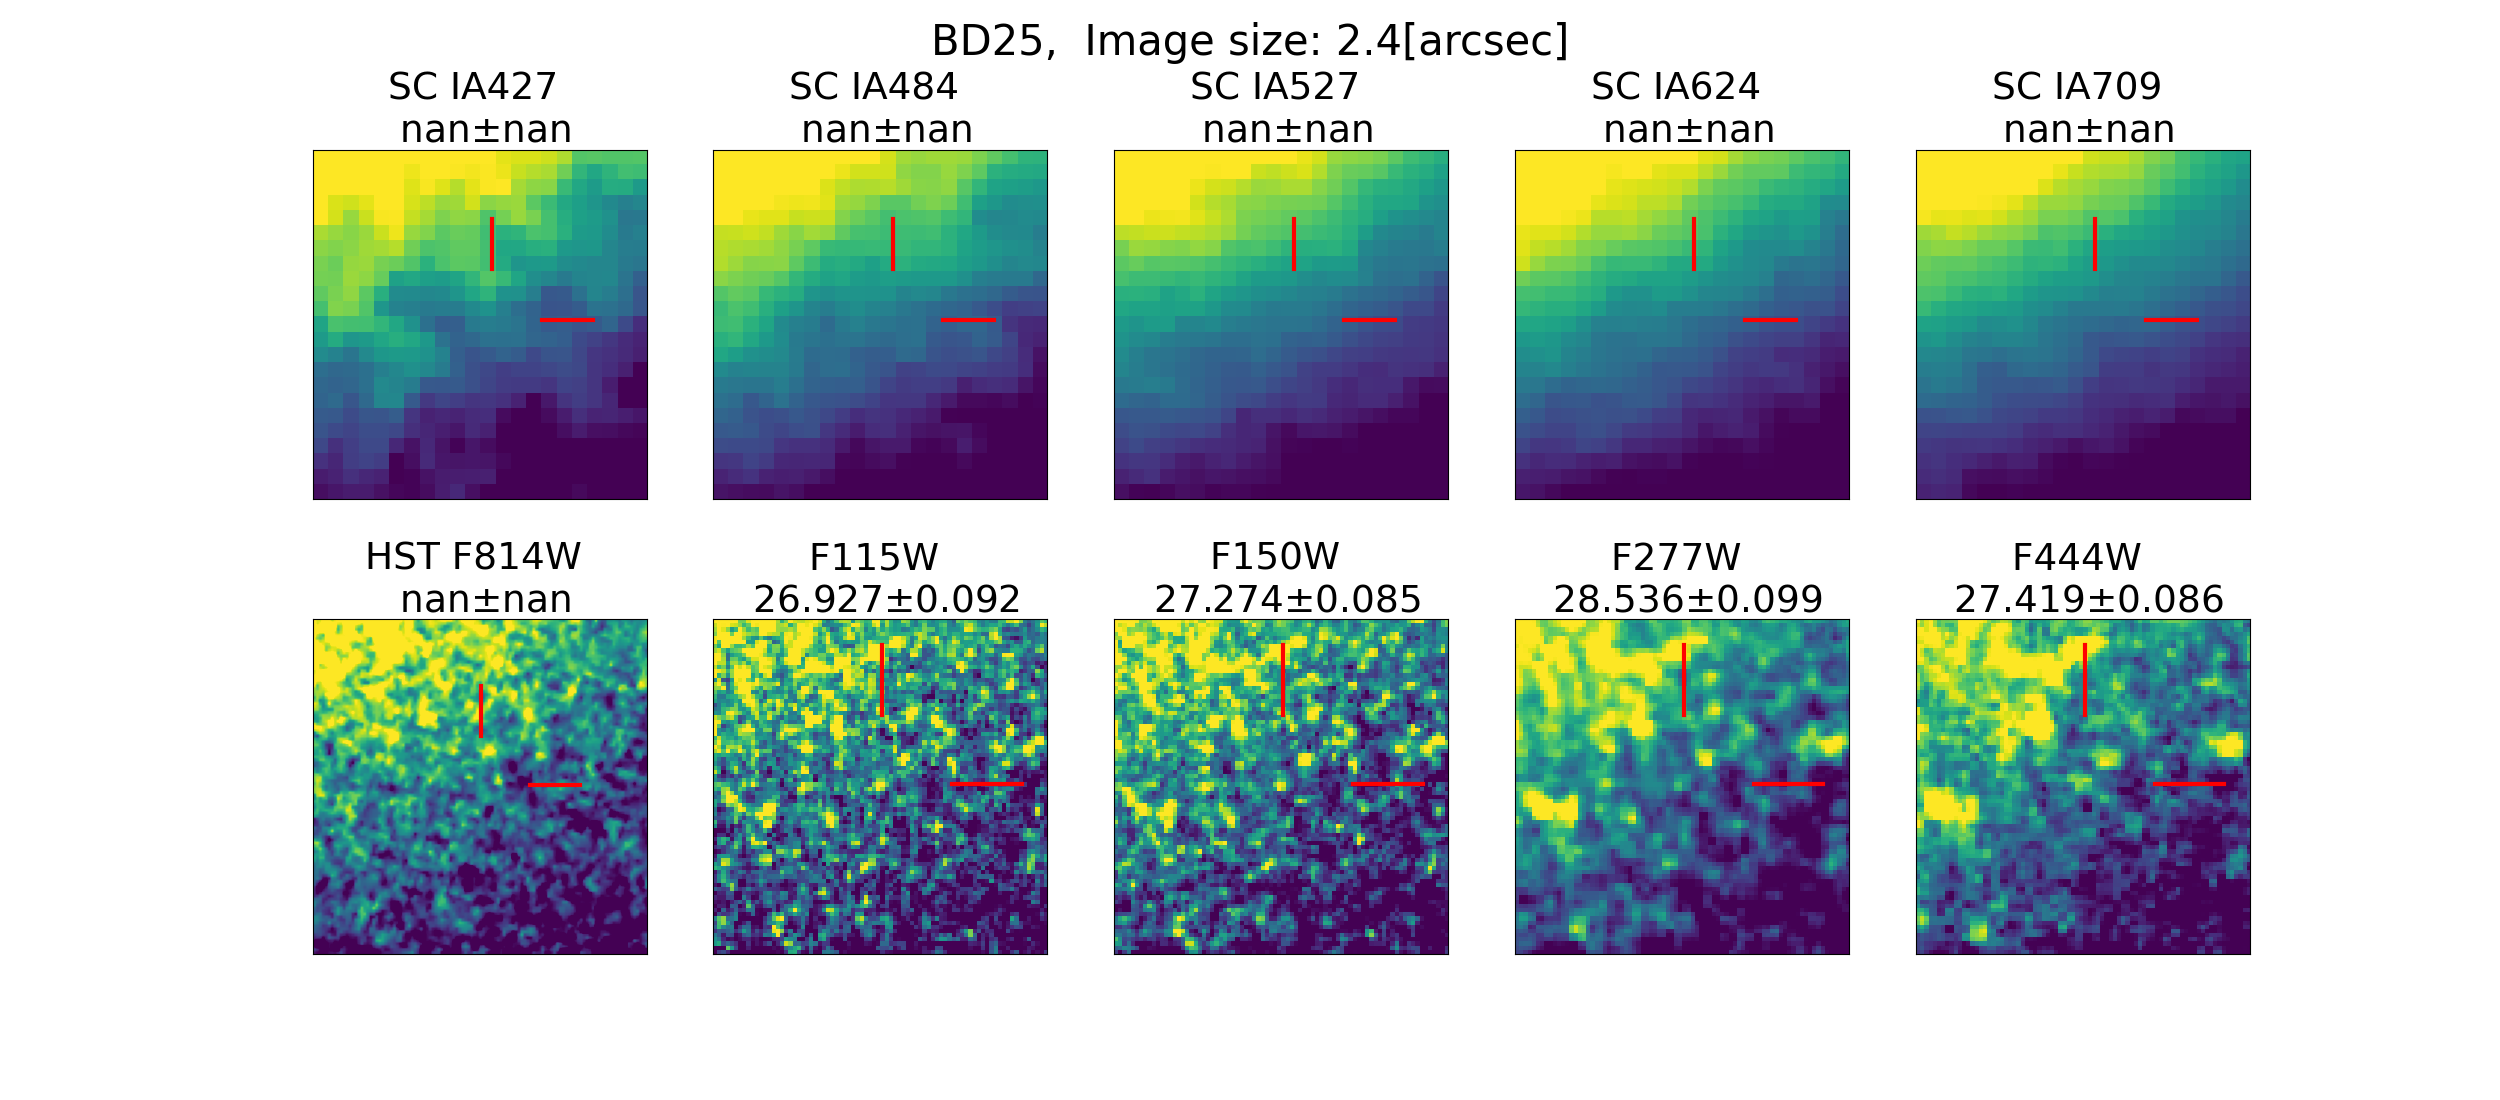 BD25,  Image size: 2.4[arcsec]
SC IA427
nan±nan
SC IA484
nan±nan
SC IA527
nan±nan
SC IA624
nan±nan
SC IA709
nan±nan
HST F814W
nan±nan
F115W
26.927±0.092
F150W
27.274±0.085
F277W
28.536±0.099
F444W
27.419±0.086